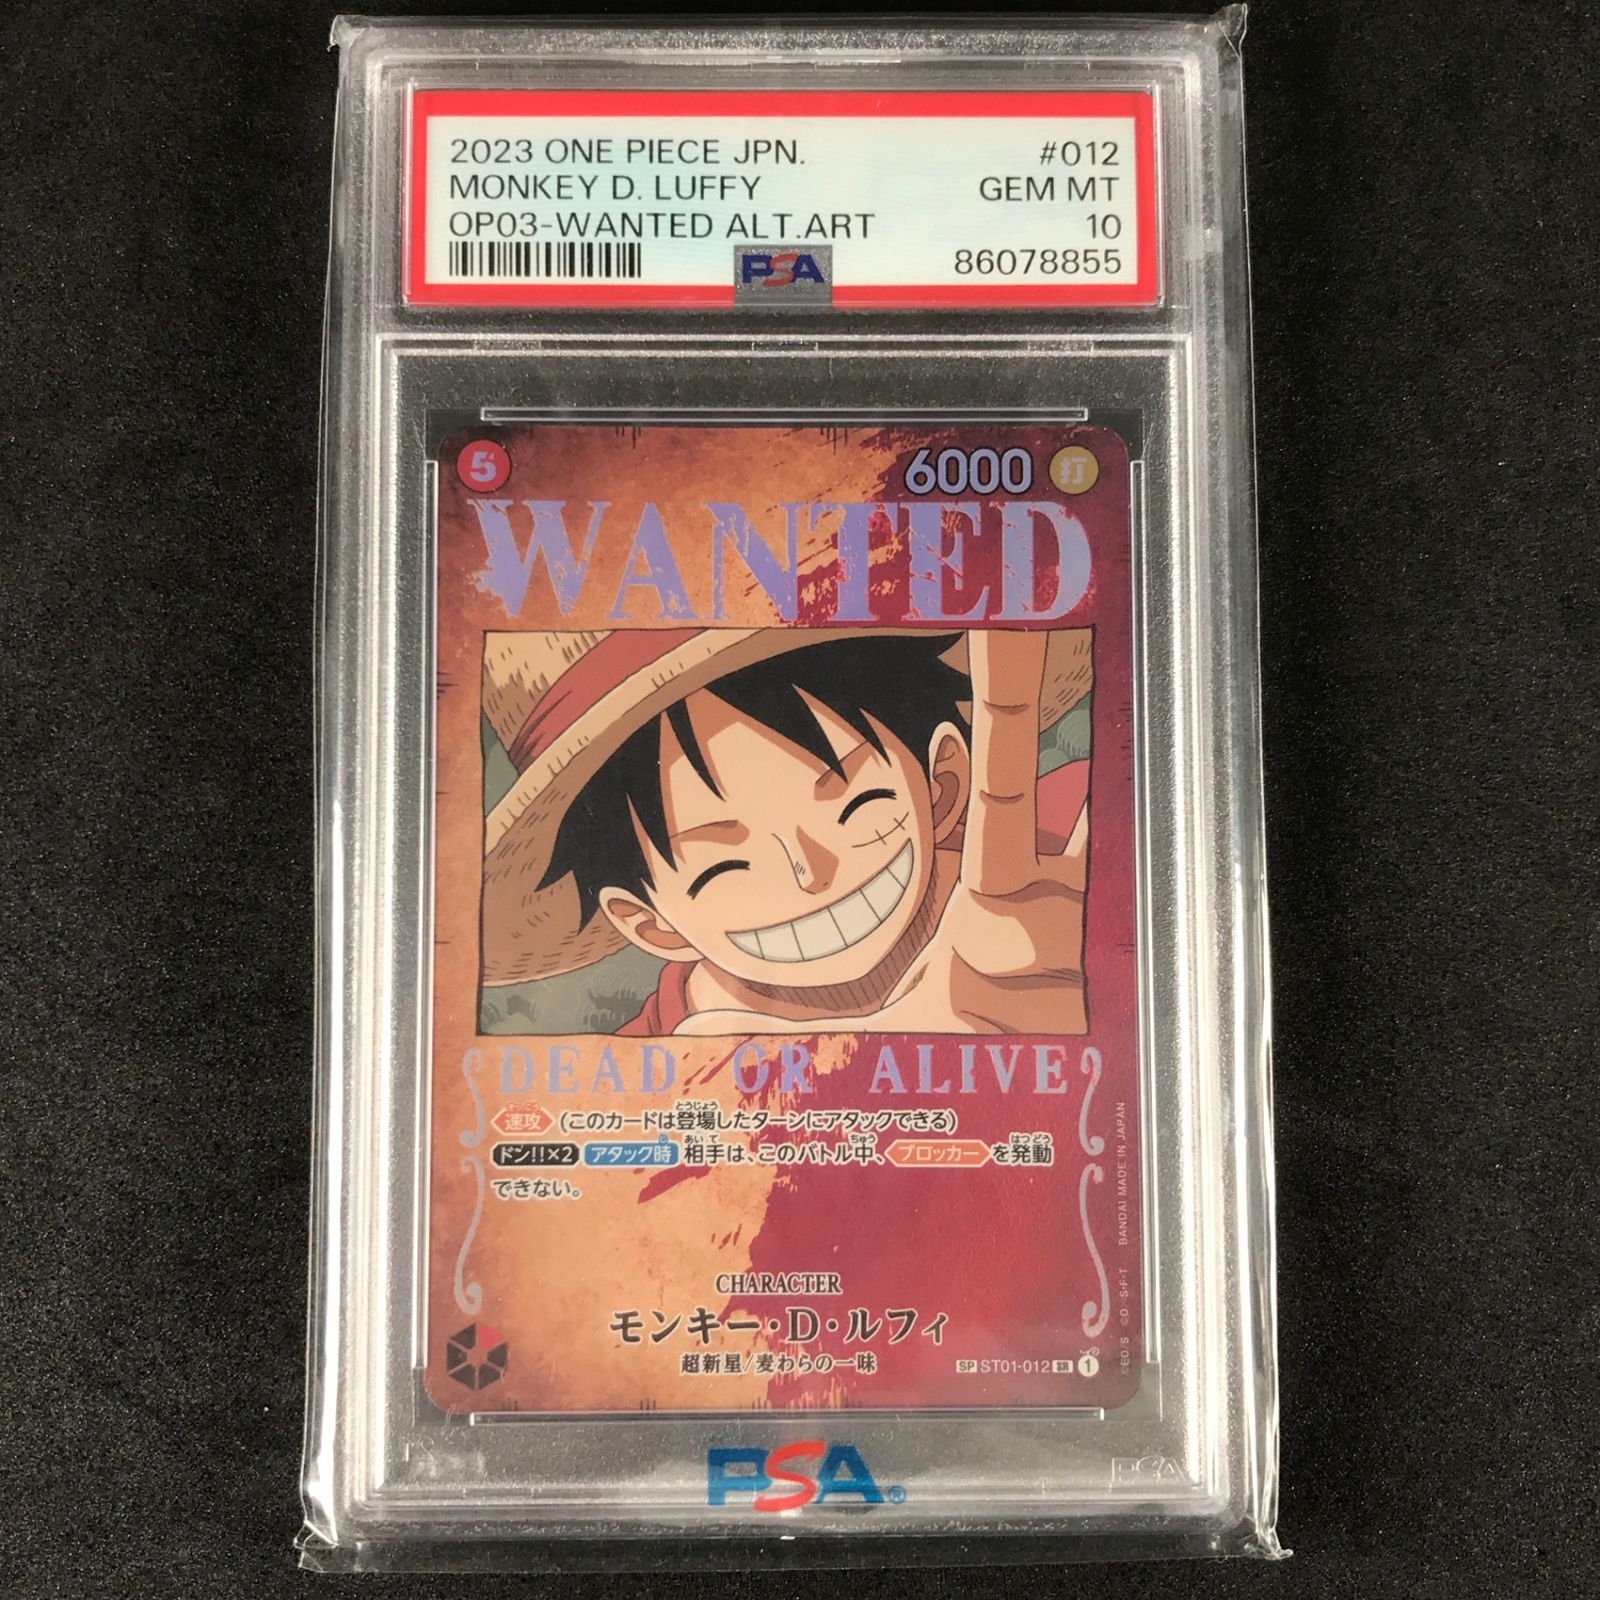 2023 ONE PIECE JPN. #012
MONKEY D. LUFFY GEM MT
OP03-WANTED ALT.ART 10
86078855
PSA
5 6000 打
WANTED
DEAD OR ALIVE
速攻 (このカードは登場したターンにアタックできる)
ドン!!×2 アタック時 相手は、このバトル中、ブロッカーを発動
できない。
CHARACTER
モンキー・D・ルフィ
超新星/麦わらの一味
SP ST01-012 SR 1
BANDAI MADE IN JAPAN
PSA®
PSA